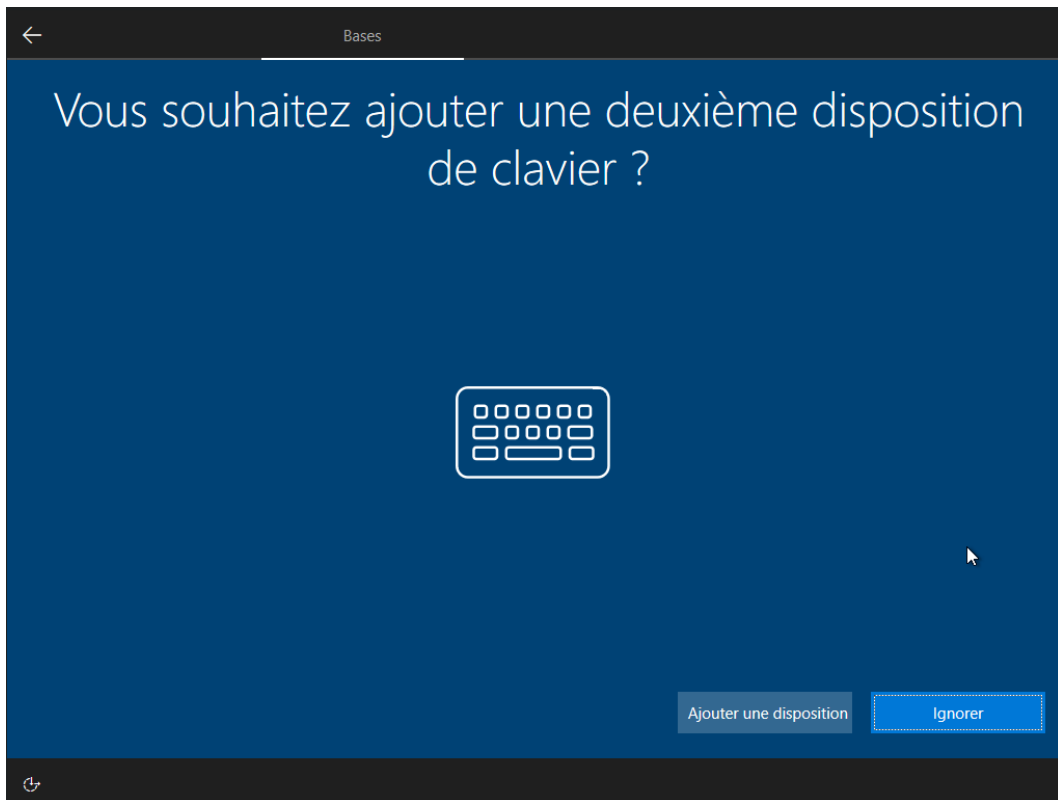 Bases
Vous souhaitez ajouter une deuxième disposition
de clavier ?
Ajouter une disposition
Ignorer